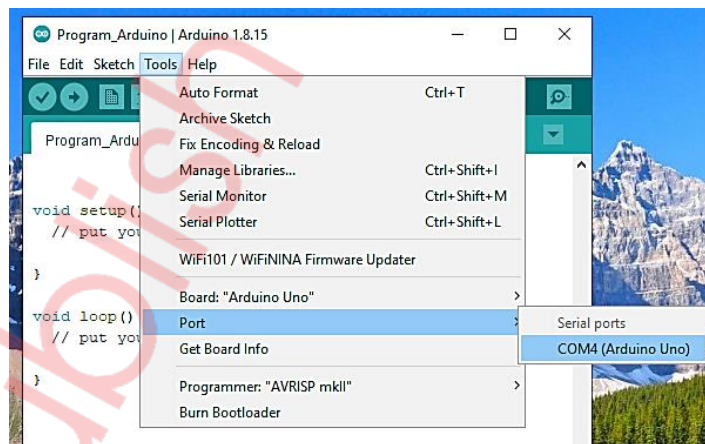 Program_Arduino | Arduino 1.8.15
File Edit Sketch Tools Help
Program_Ardu
Auto Format Ctrl+T
Archive Sketch
Fix Encoding & Reload
Manage Libraries... Ctrl+Shift+I
Serial Monitor Ctrl+Shift+M
Serial Plotter Ctrl+Shift+L
WiFi101 / WiFiNINA Firmware Updater
Board: "Arduino Uno"
Port
Get Board Info
Programmer: "AVRISP mkII"
Burn Bootloader
Serial ports
COM4 (Arduino Uno)
void setup()
// put you
}
void loop()
// put you
}
ublish